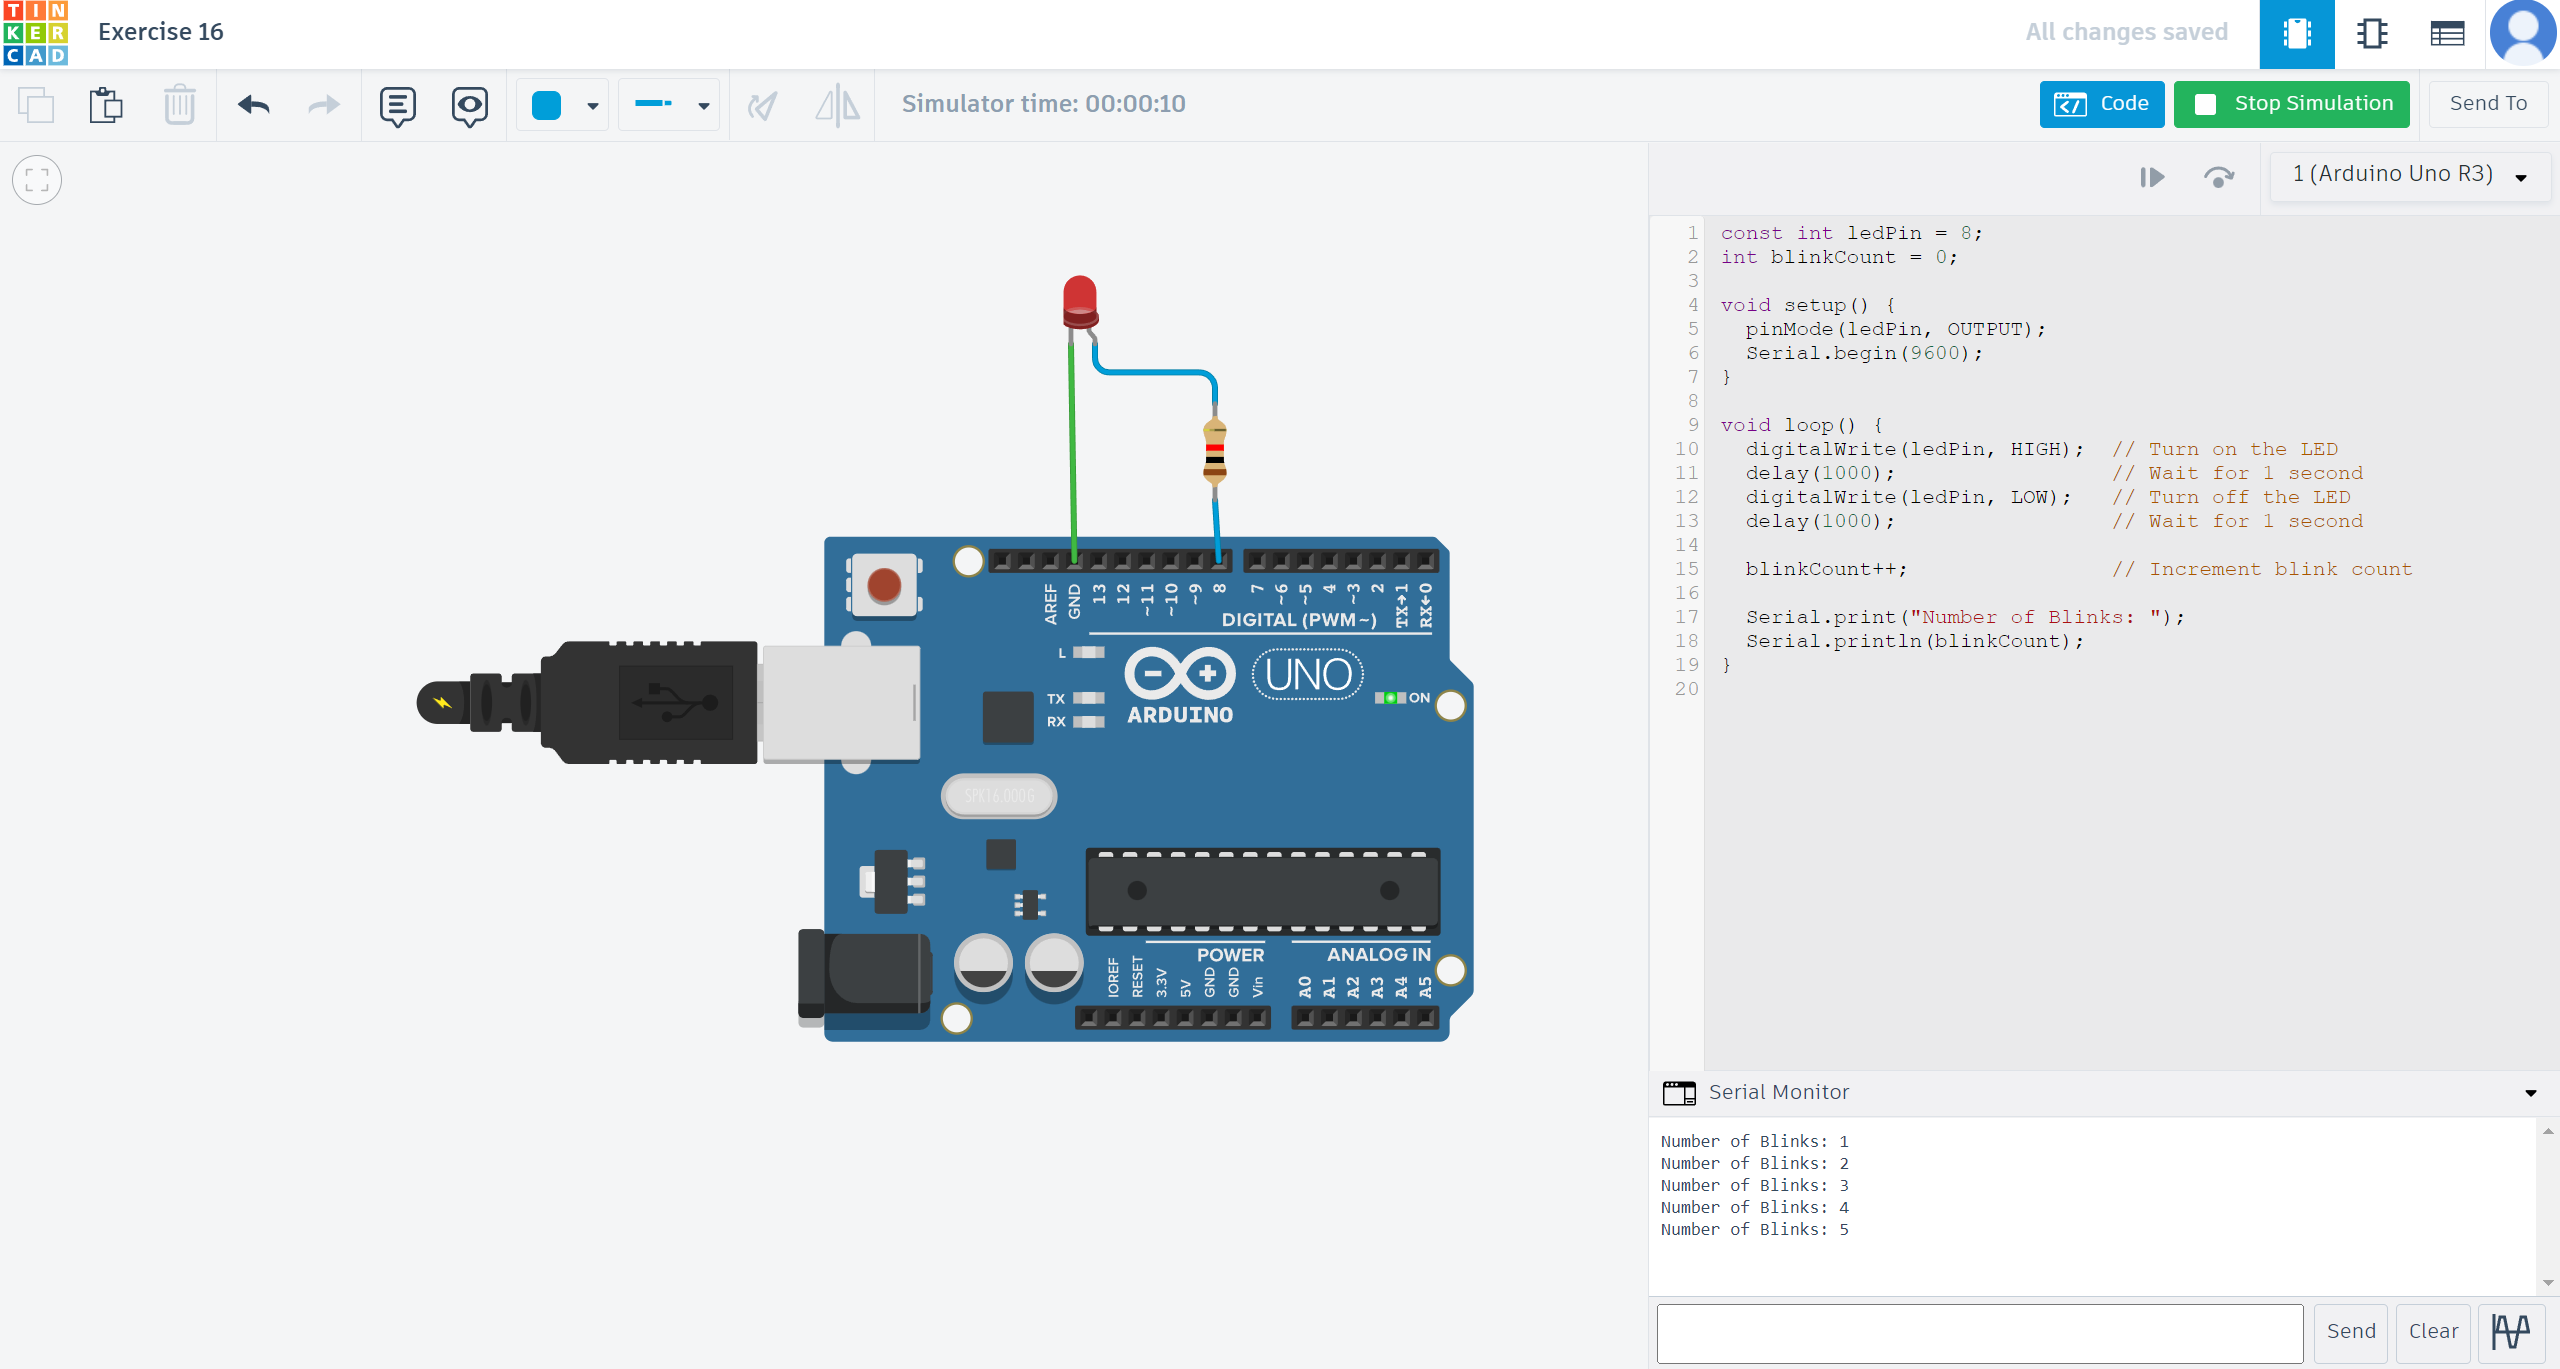 TIN
KER
CAD
Exercise 16
All changes saved
Simulator time: 00:00:10
Code
Stop Simulation
Send To
1 (Arduino Uno R3)
1 const int ledPin = 8;
2 int blinkCount = 0;
3
4 void setup() {
5 pinMode(ledPin, OUTPUT);
6 Serial.begin(9600);
7 }
8
9 void loop() {
10 digitalWrite(ledPin, HIGH); // Turn on the LED
11 delay(1000); // Wait for 1 second
12 digitalWrite(ledPin, LOW); // Turn off the LED
13 delay(1000); // Wait for 1 second
14
15 blinkCount++; // Increment blink count
16
17 Serial.print("Number of Blinks: ");
18 Serial.println(blinkCount);
19 }
20
AREF GND 13 12 ~11 ~10 ~9 8 7 ~6 ~5 4 ~3 2 TX→1 RX←0
DIGITAL (PWM~)
L
TX
RX
ARDUINO
UNO
ON
SPK16.000G
POWER
ANALOG IN
IOREF RESET 3.3V 5V GND GND Vin A0 A1 A2 A3 A4 A5
Serial Monitor
Number of Blinks: 1
Number of Blinks: 2
Number of Blinks: 3
Number of Blinks: 4
Number of Blinks: 5
Send
Clear